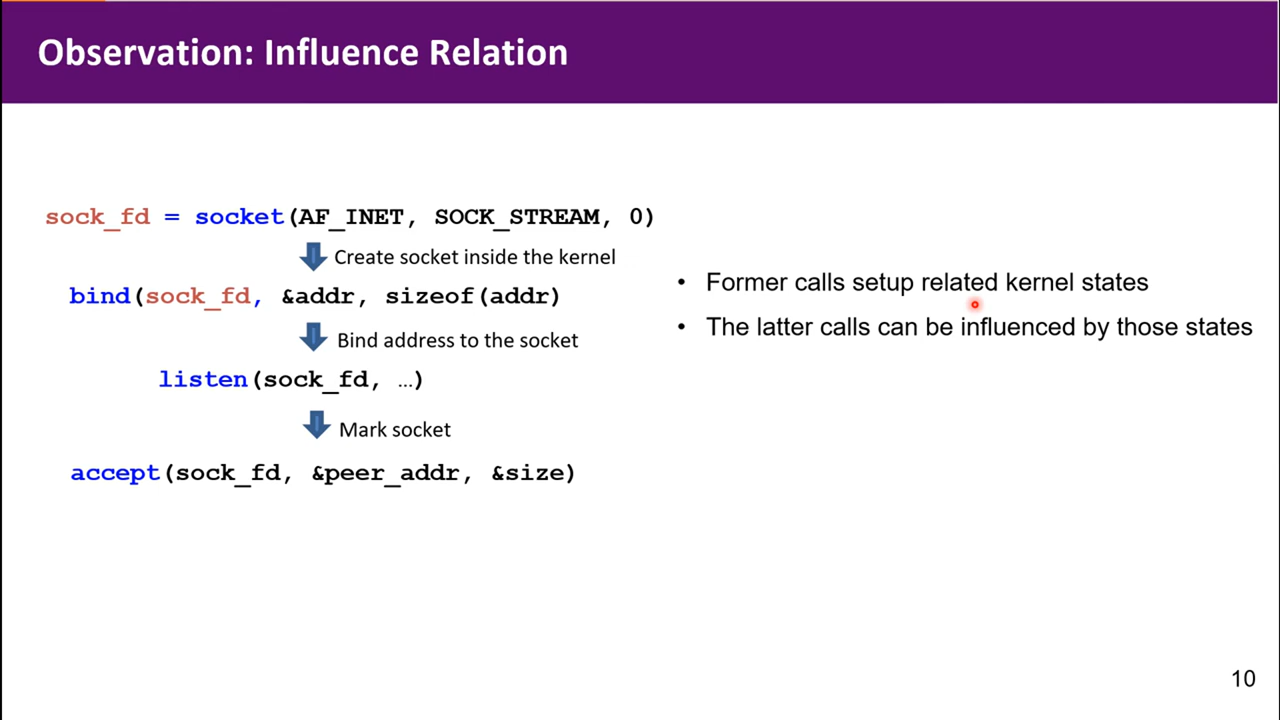 Observation: Influence Relation
sock_fd = socket(AF_INET, SOCK_STREAM, 0)
Create socket inside the kernel
bind(sock_fd, &addr, sizeof(addr)
Bind address to the socket
listen(sock_fd, …)
Mark socket
accept(sock_fd, &peer_addr, &size)
• Former calls setup related kernel states
• The latter calls can be influenced by those states
10